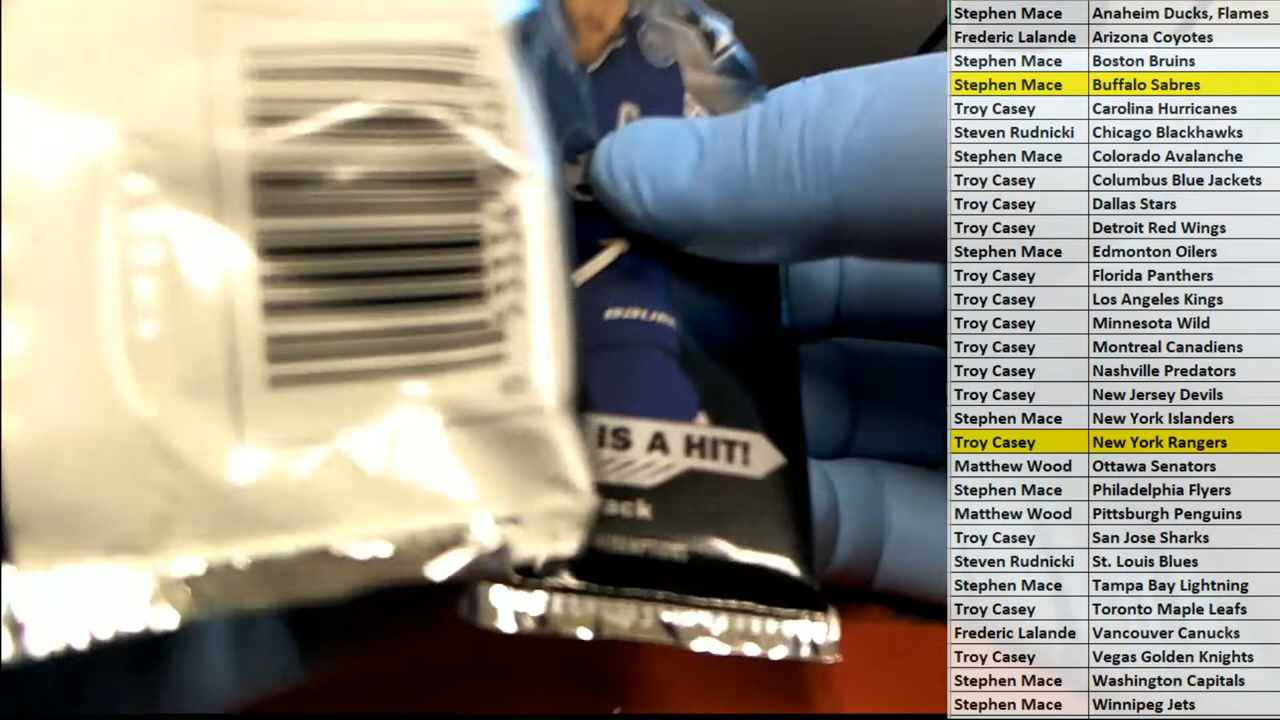 Stephen Mace Anaheim Ducks, Flames
Frederic Lalande Arizona Coyotes
Stephen Mace Boston Bruins
Stephen Mace Buffalo Sabres
Troy Casey Carolina Hurricanes
Steven Rudnicki Chicago Blackhawks
Stephen Mace Colorado Avalanche
Troy Casey Columbus Blue Jackets
Troy Casey Dallas Stars
Troy Casey Detroit Red Wings
Stephen Mace Edmonton Oilers
Troy Casey Florida Panthers
Troy Casey Los Angeles Kings
Troy Casey Minnesota Wild
Troy Casey Montreal Canadiens
Troy Casey Nashville Predators
Troy Casey New Jersey Devils
Stephen Mace New York Islanders
Troy Casey New York Rangers
Matthew Wood Ottawa Senators
Stephen Mace Philadelphia Flyers
Matthew Wood Pittsburgh Penguins
Troy Casey San Jose Sharks
Steven Rudnicki St. Louis Blues
Stephen Mace Tampa Bay Lightning
Troy Casey Toronto Maple Leafs
Frederic Lalande Vancouver Canucks
Troy Casey Vegas Golden Knights
Stephen Mace Washington Capitals
Stephen Mace Winnipeg Jets
IS A HIT!